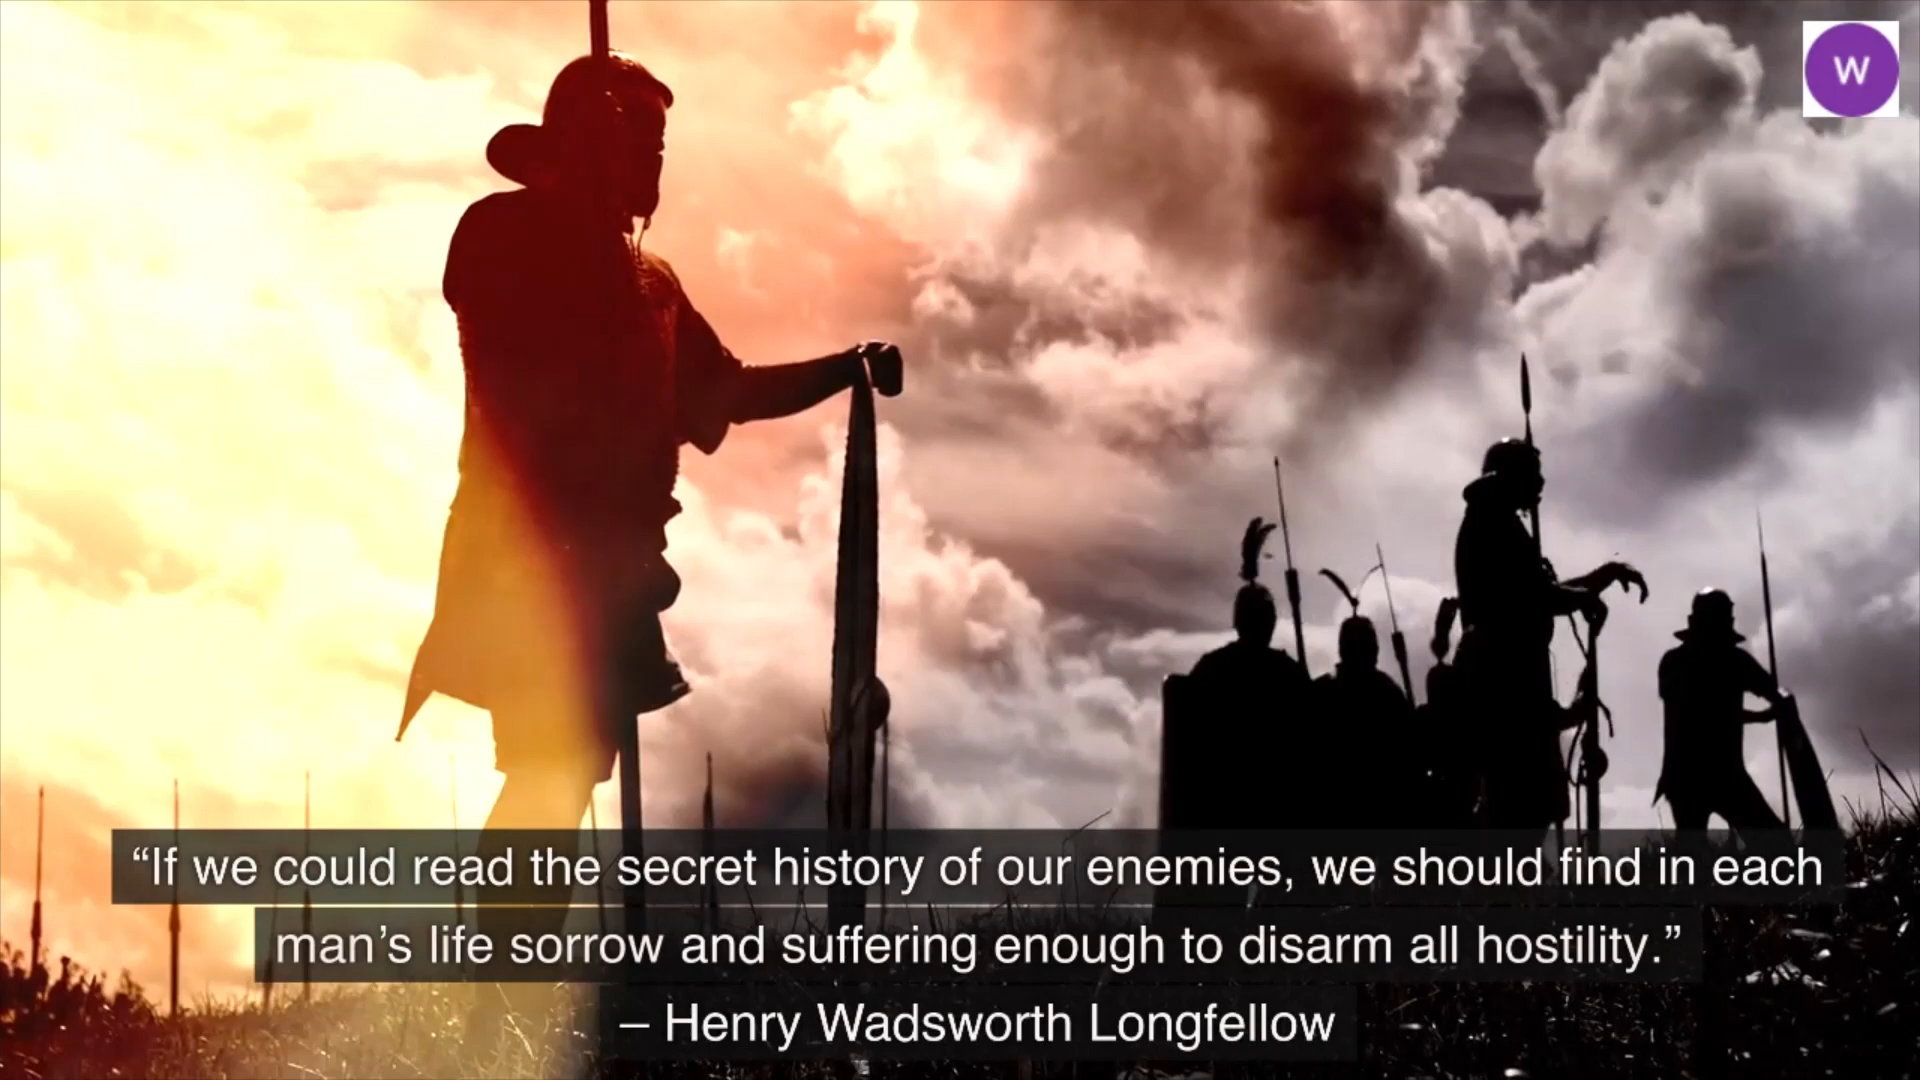 W
“If we could read the secret history of our enemies, we should find in each
man’s life sorrow and suffering enough to disarm all hostility.”
– Henry Wadsworth Longfellow